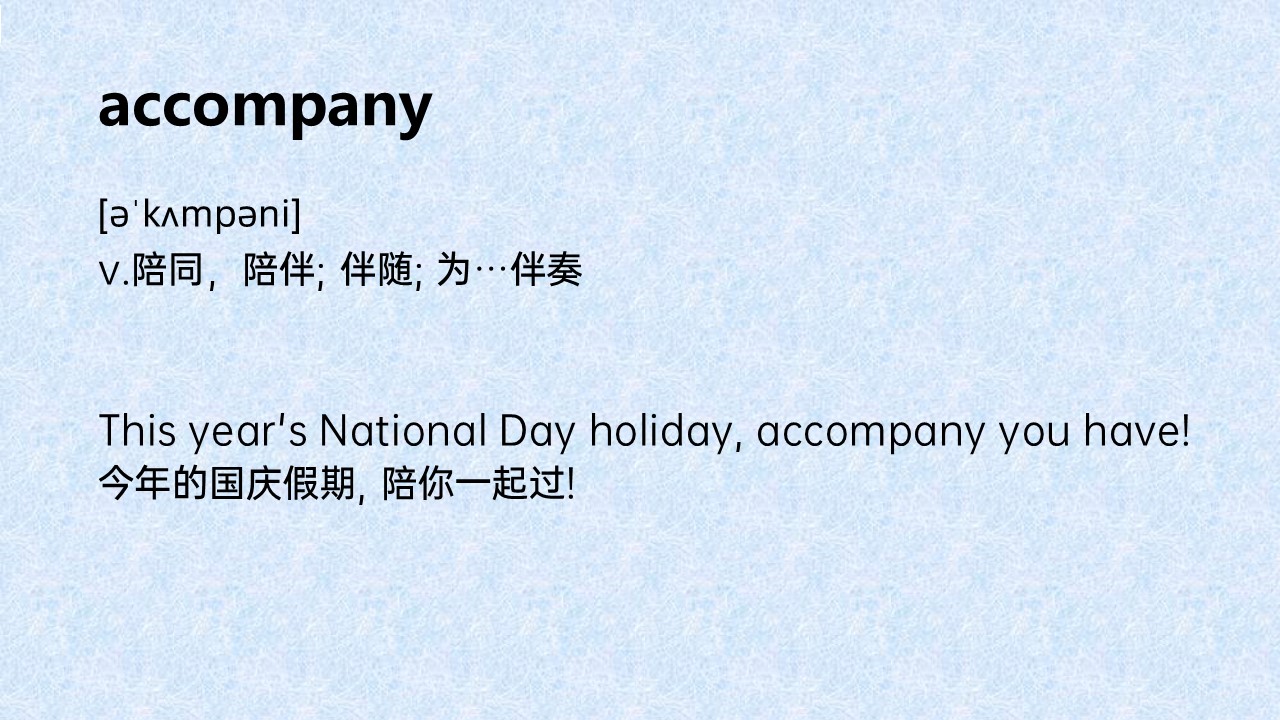 accompany
[əˈkʌmpəni]
v.陪同，陪伴; 伴随; 为…伴奏
This year's National Day holiday, accompany you have!
今年的国庆假期, 陪你一起过!